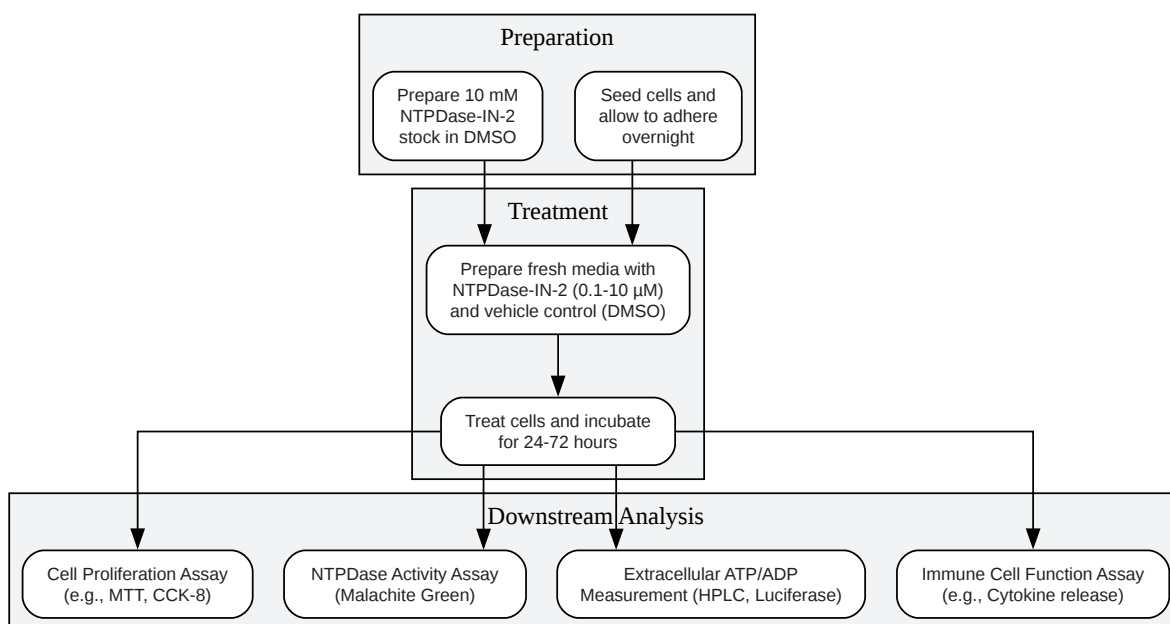 Preparation
Prepare 10 mM
NTPDase-IN-2
stock in DMSO
Seed cells and
allow to adhere
overnight
Treatment
Prepare fresh media with
NTPDase-IN-2 (0.1-10 µM)
and vehicle control (DMSO)
Treat cells and incubate
for 24-72 hours
Downstream Analysis
Cell Proliferation Assay
(e.g., MTT, CCK-8)
NTPDase Activity Assay
(Malachite Green)
Extracellular ATP/ADP
Measurement (HPLC, Luciferase)
Immune Cell Function Assay
(e.g., Cytokine release)